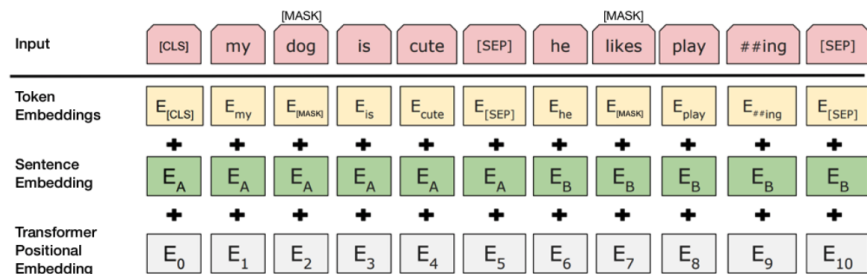 [MASK] [MASK]
Input [CLS] my dog is cute [SEP] he likes play ##ing [SEP]
Token
Embeddings
E[CLS] Emy E[MASK] Eis Ecute E[SEP] Ehe E[MASK] Eplay E##ing E[SEP]
+ + + + + + + + + + +
Sentence
Embedding
EA EA EA EA EA EA EB EB EB EB EB
+ + + + + + + + + + +
Transformer
Positional
Embedding
E0 E1 E2 E3 E4 E5 E6 E7 E8 E9 E10